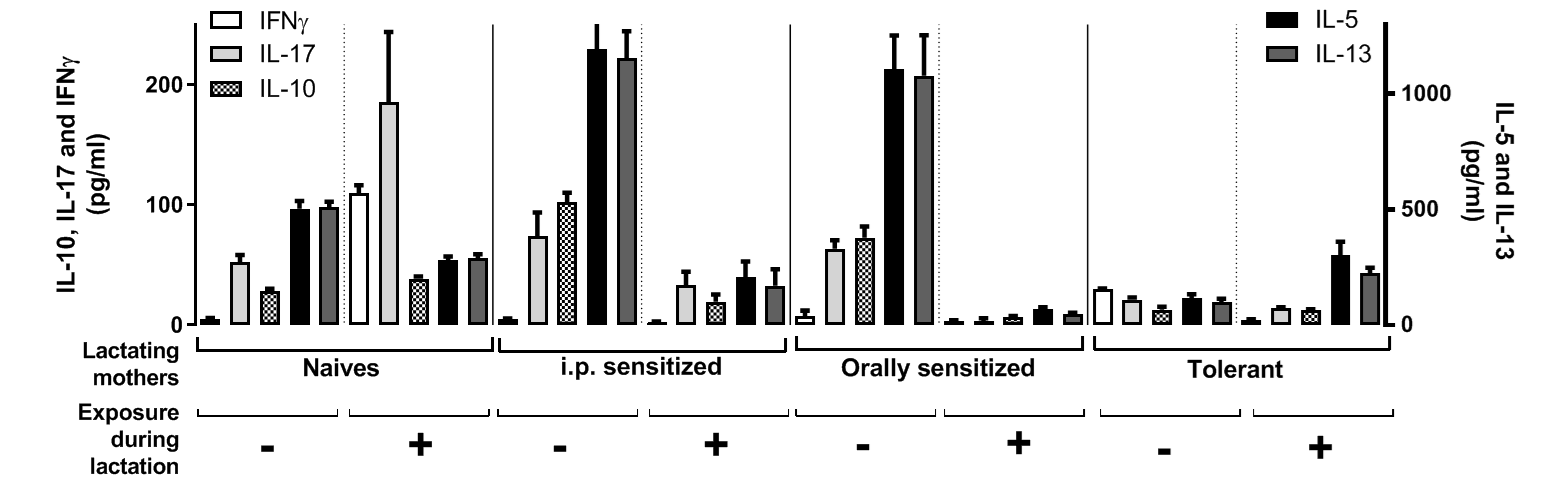 IFNγ
IL-17
IL-10
IL-5
IL-13
IL-10, IL-17 and IFNγ
(pg/ml)
200
100
0
1000
500
0
IL-5 and IL-13
(pg/ml)
Lactating
mothers
Naives
i.p. sensitized
Orally sensitized
Tolerant
Exposure
during
lactation
- + - + - + - +